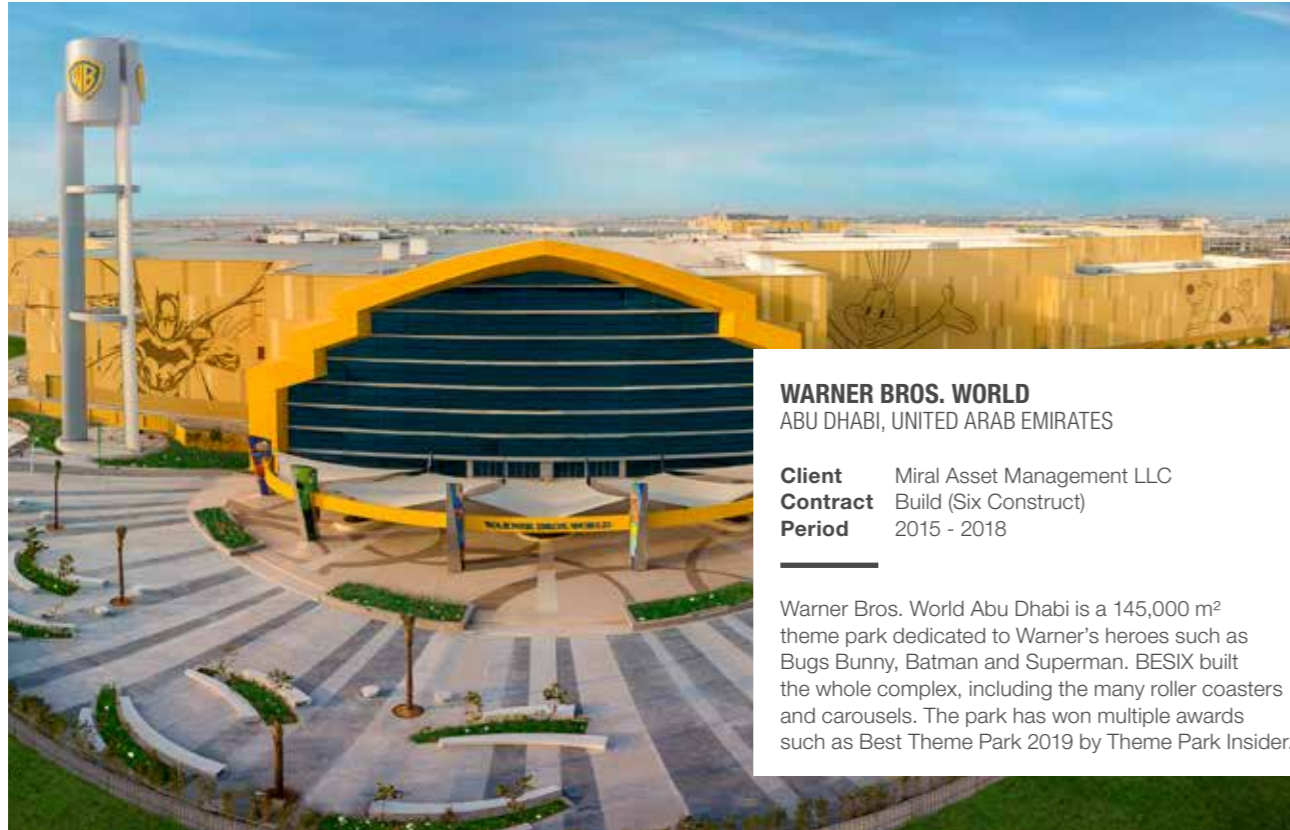 WB
WARNER BROS. WORLD
WARNER BROS. WORLD
ABU DHABI, UNITED ARAB EMIRATES
Client Miral Asset Management LLC
Contract Build (Six Construct)
Period 2015 - 2018
Warner Bros. World Abu Dhabi is a 145,000 m²
theme park dedicated to Warner’s heroes such as
Bugs Bunny, Batman and Superman. BESIX built
the whole complex, including the many roller coasters
and carousels. The park has won multiple awards
such as Best Theme Park 2019 by Theme Park Insider.